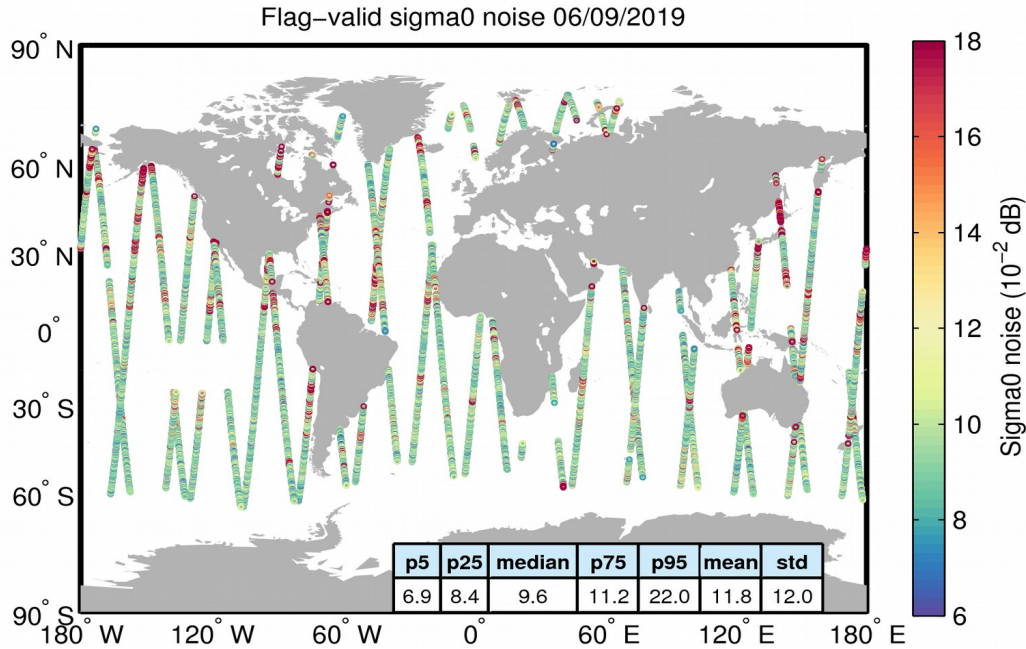 Flag−valid sigma0 noise 06/09/2019
90° N
60° N
30° N
0°
30° S
60° S
90° S
180° W
120° W
60° W
0°
60° E
120° E
180° E
p5 p25 median p75 p95 mean std
6.9 8.4 9.6 11.2 22.0 11.8 12.0
18
16
14
12
10
8
6
Sigma0 noise (10⁻² dB)